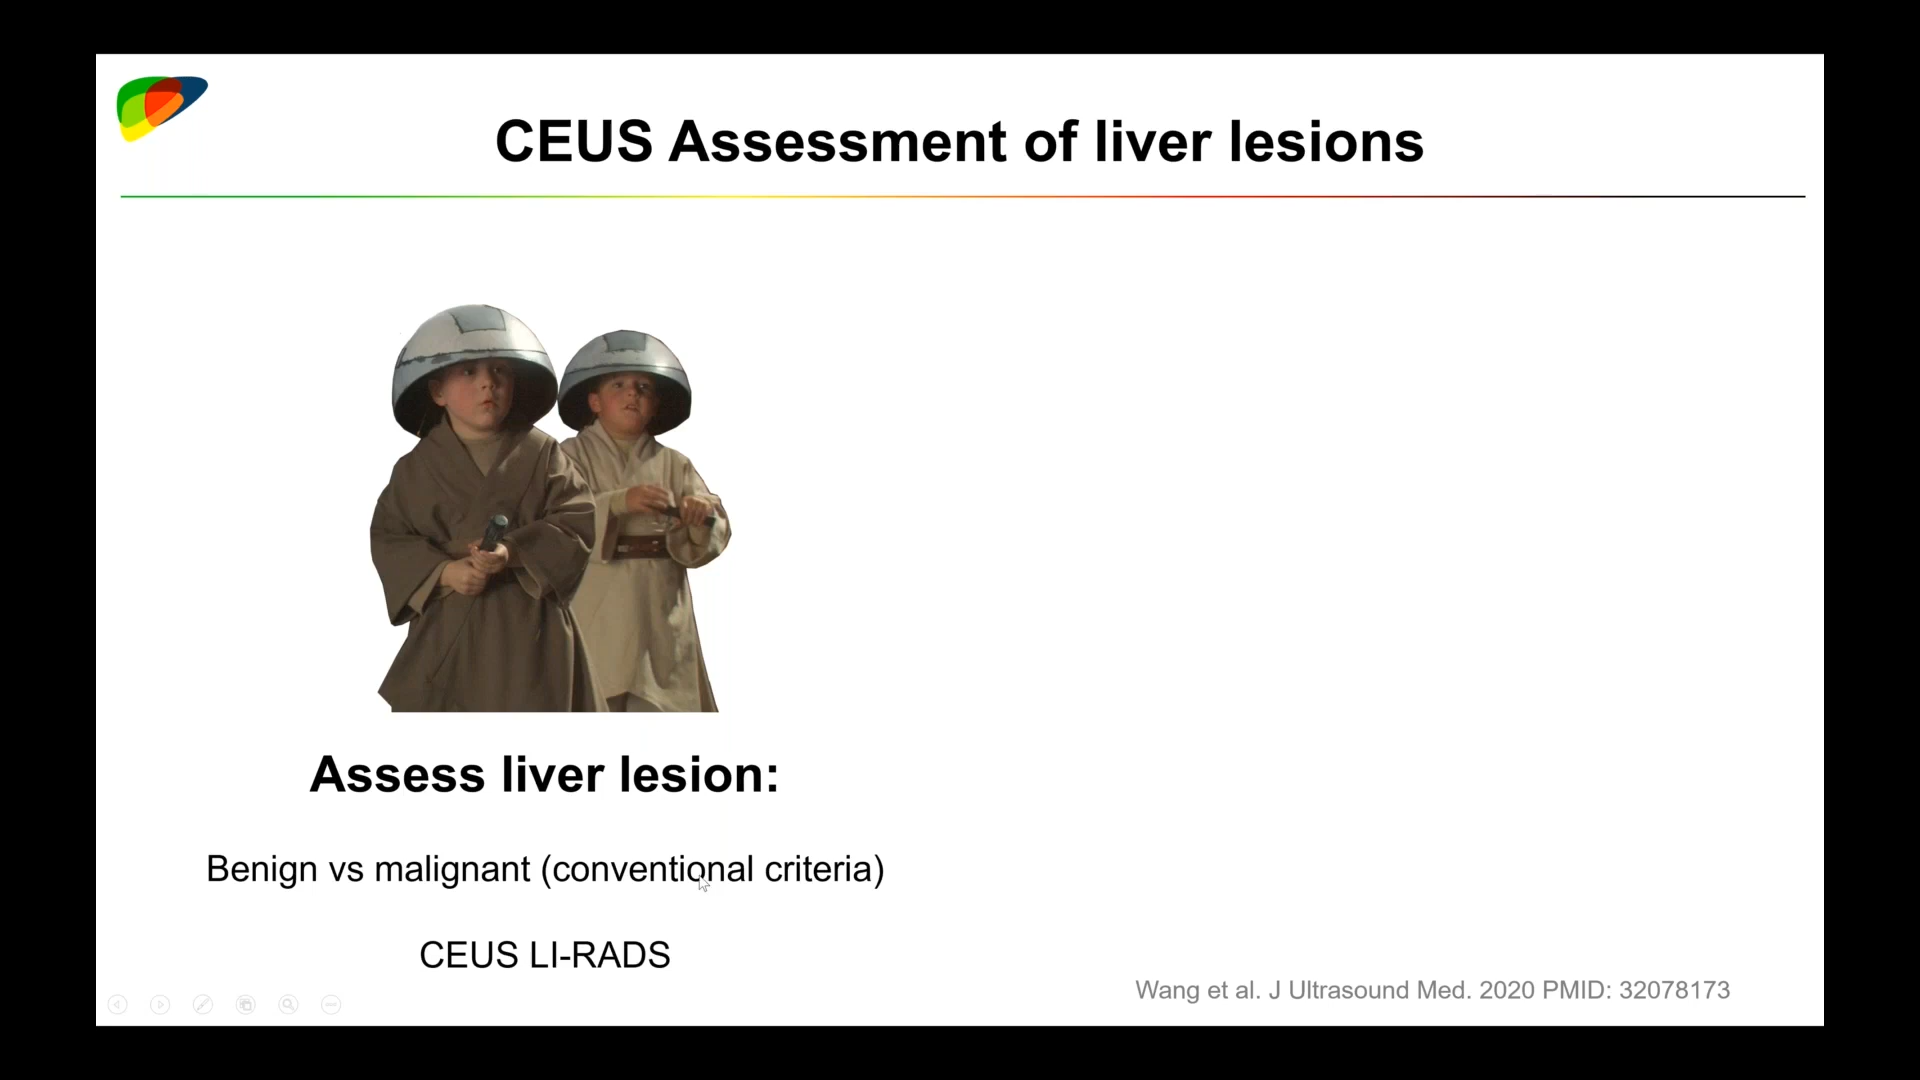 CEUS Assessment of liver lesions
Assess liver lesion:
Benign vs malignant (conventional criteria)
CEUS LI-RADS
Wang et al. J Ultrasound Med. 2020 PMID: 32078173